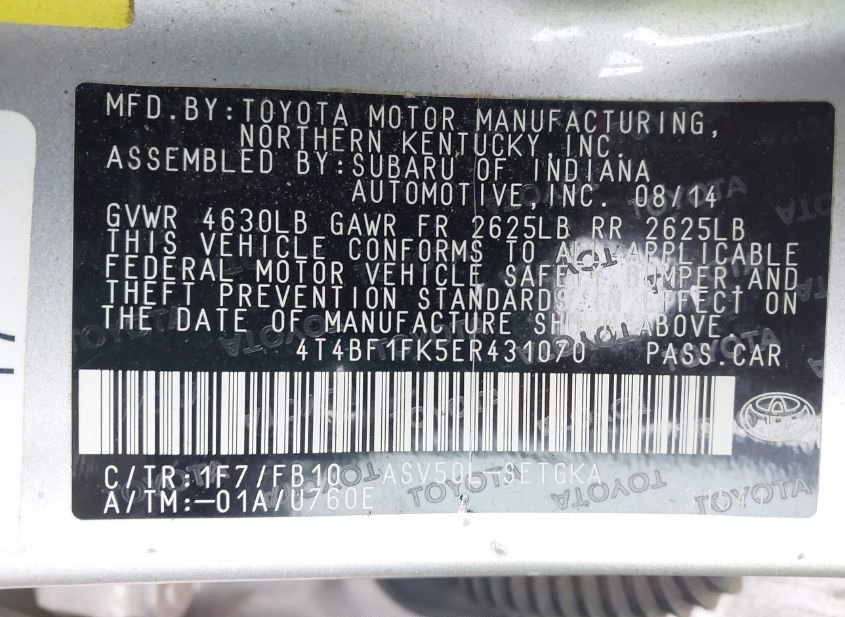 MFD.BY:TOYOTA MOTOR MANUFACTURING,
NORTHERN KENTUCKY,INC.
ASSEMBLED BY:SUBARU OF INDIANA
AUTOMOTIVE,INC. 08/14
GVWR 4630LB GAWR FR 2625LB RR 2625LB
THIS VEHICLE CONFORMS TO ALL APPLICABLE
FEDERAL MOTOR VEHICLE SAFETY,BUMPER,AND
THEFT PREVENTION STANDARDS IN EFFECT ON
THE DATE OF MANUFACTURE SHOWN ABOVE.
4T4BF1FK5ER431070 PASS.CAR
C/TR:1F7/FB10 ASV50L-SETGKA
A/TM:-01A/U760E